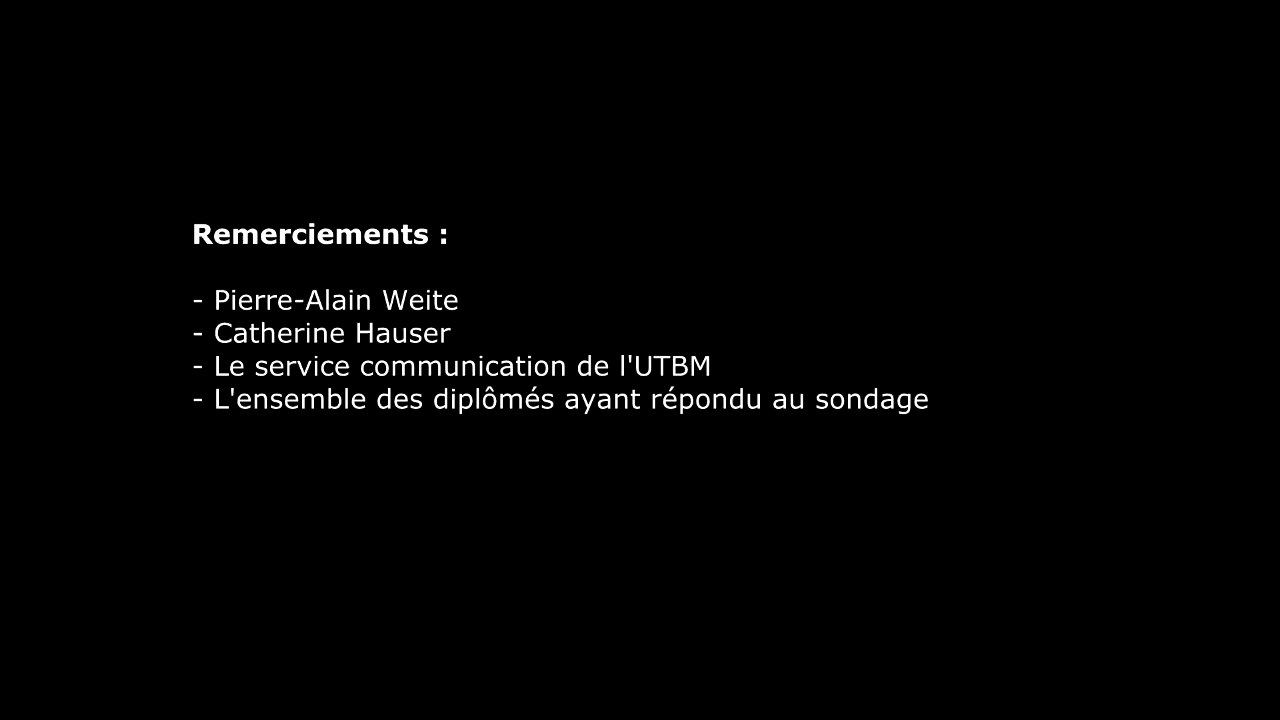 Remerciements :
- Pierre-Alain Weite
- Catherine Hauser
- Le service communication de l'UTBM
- L'ensemble des diplômés ayant répondu au sondage